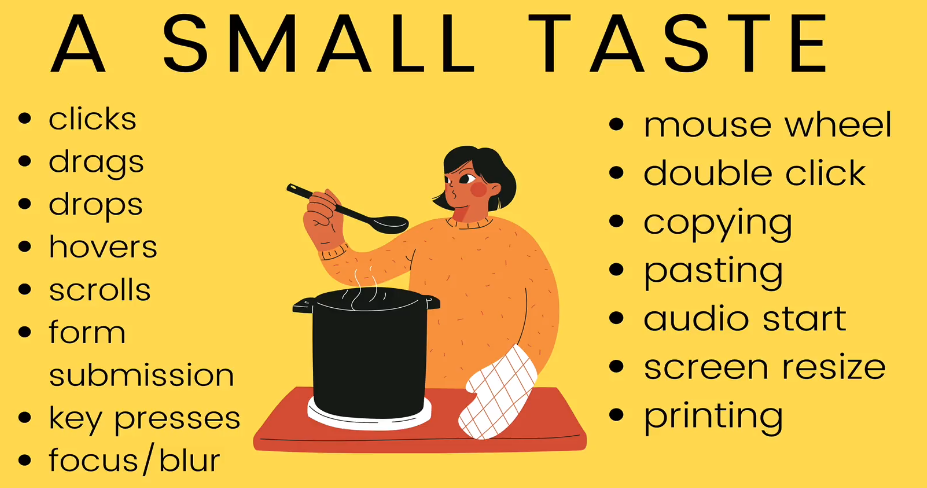 A SMALL TASTE
• clicks
• drags
• drops
• hovers
• scrolls
• form
submission
• key presses
• focus/blur
• mouse wheel
• double click
• copying
• pasting
• audio start
• screen resize
• printing